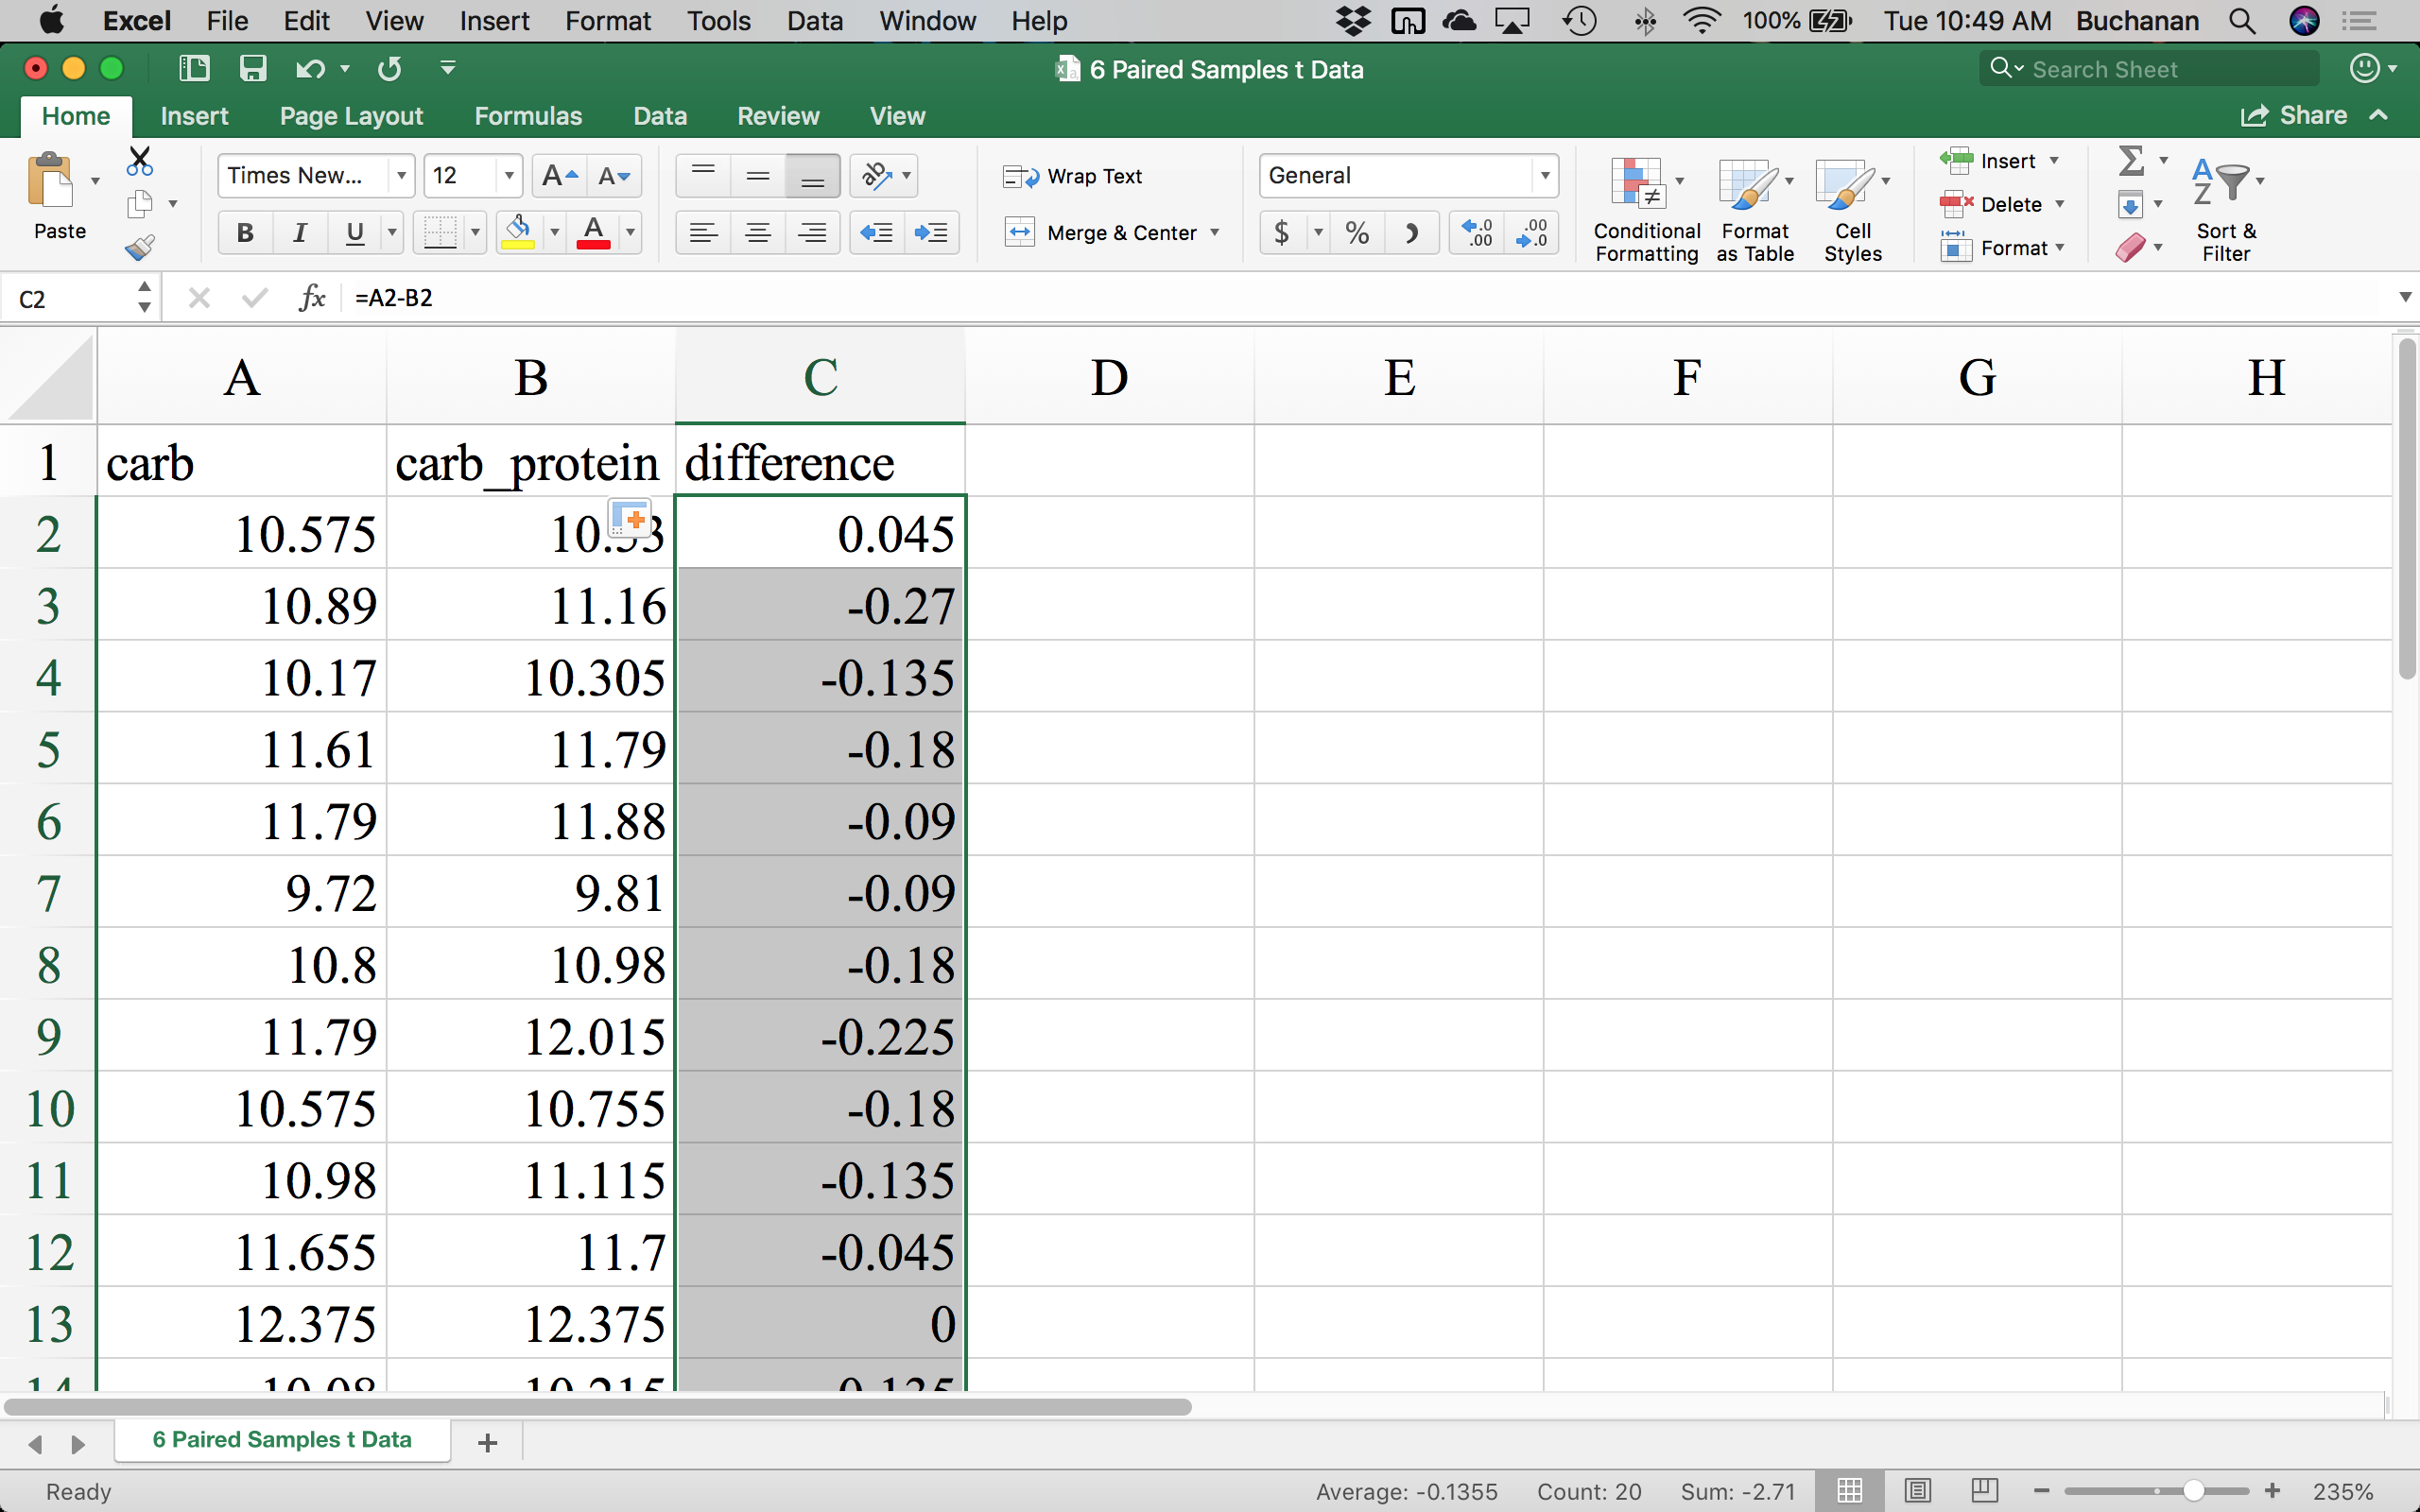 Excel File Edit View Insert Format Tools Data Window Help 100% Tue 10:49 AM Buchanan
6 Paired Samples t Data Search Sheet
Home Insert Page Layout Formulas Data Review View Share
Paste Times New... 12 Wrap Text General Insert
B I U Merge & Center $ % Conditional Formatting Format as Table Cell Styles Delete Format Sort & Filter
C2 fx =A2-B2
A B C D E F G H
1 carb carb_protein difference
2 10.575 0.045
3 10.89 11.16 -0.27
4 10.17 10.305 -0.135
5 11.61 11.79 -0.18
6 11.79 11.88 -0.09
7 9.72 9.81 -0.09
8 10.8 10.98 -0.18
9 11.79 12.015 -0.225
10 10.575 10.755 -0.18
11 10.98 11.115 -0.135
12 11.655 11.7 -0.045
13 12.375 12.375 0
6 Paired Samples t Data +
Ready Average: -0.1355 Count: 20 Sum: -2.71 235%